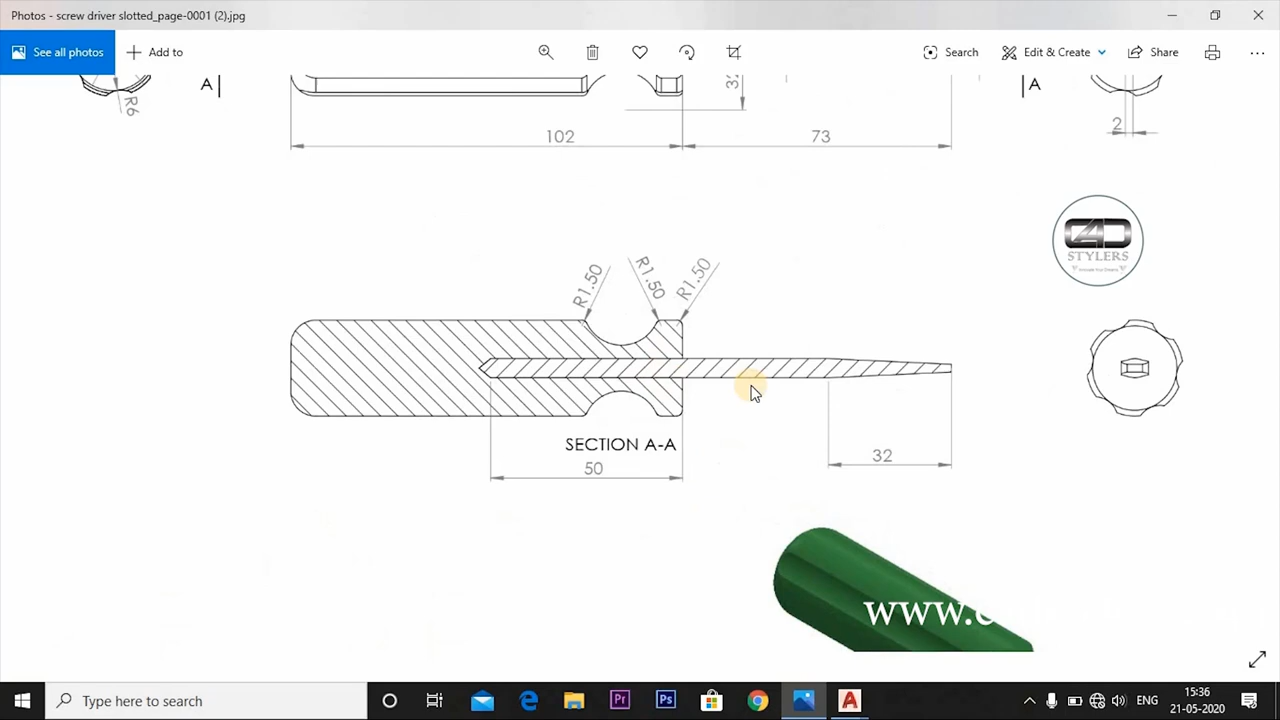 Photos - screw driver slotted_page-0001 (2).jpg
See all photos
Add to
Search
Edit & Create
Share
A
A
R6
102
73
2
R1.50
R1.50
R1.50
STYLERS
SECTION A-A
50
32
www.
Type here to search
Pr
Ps
ENG
15:36
21-05-2020